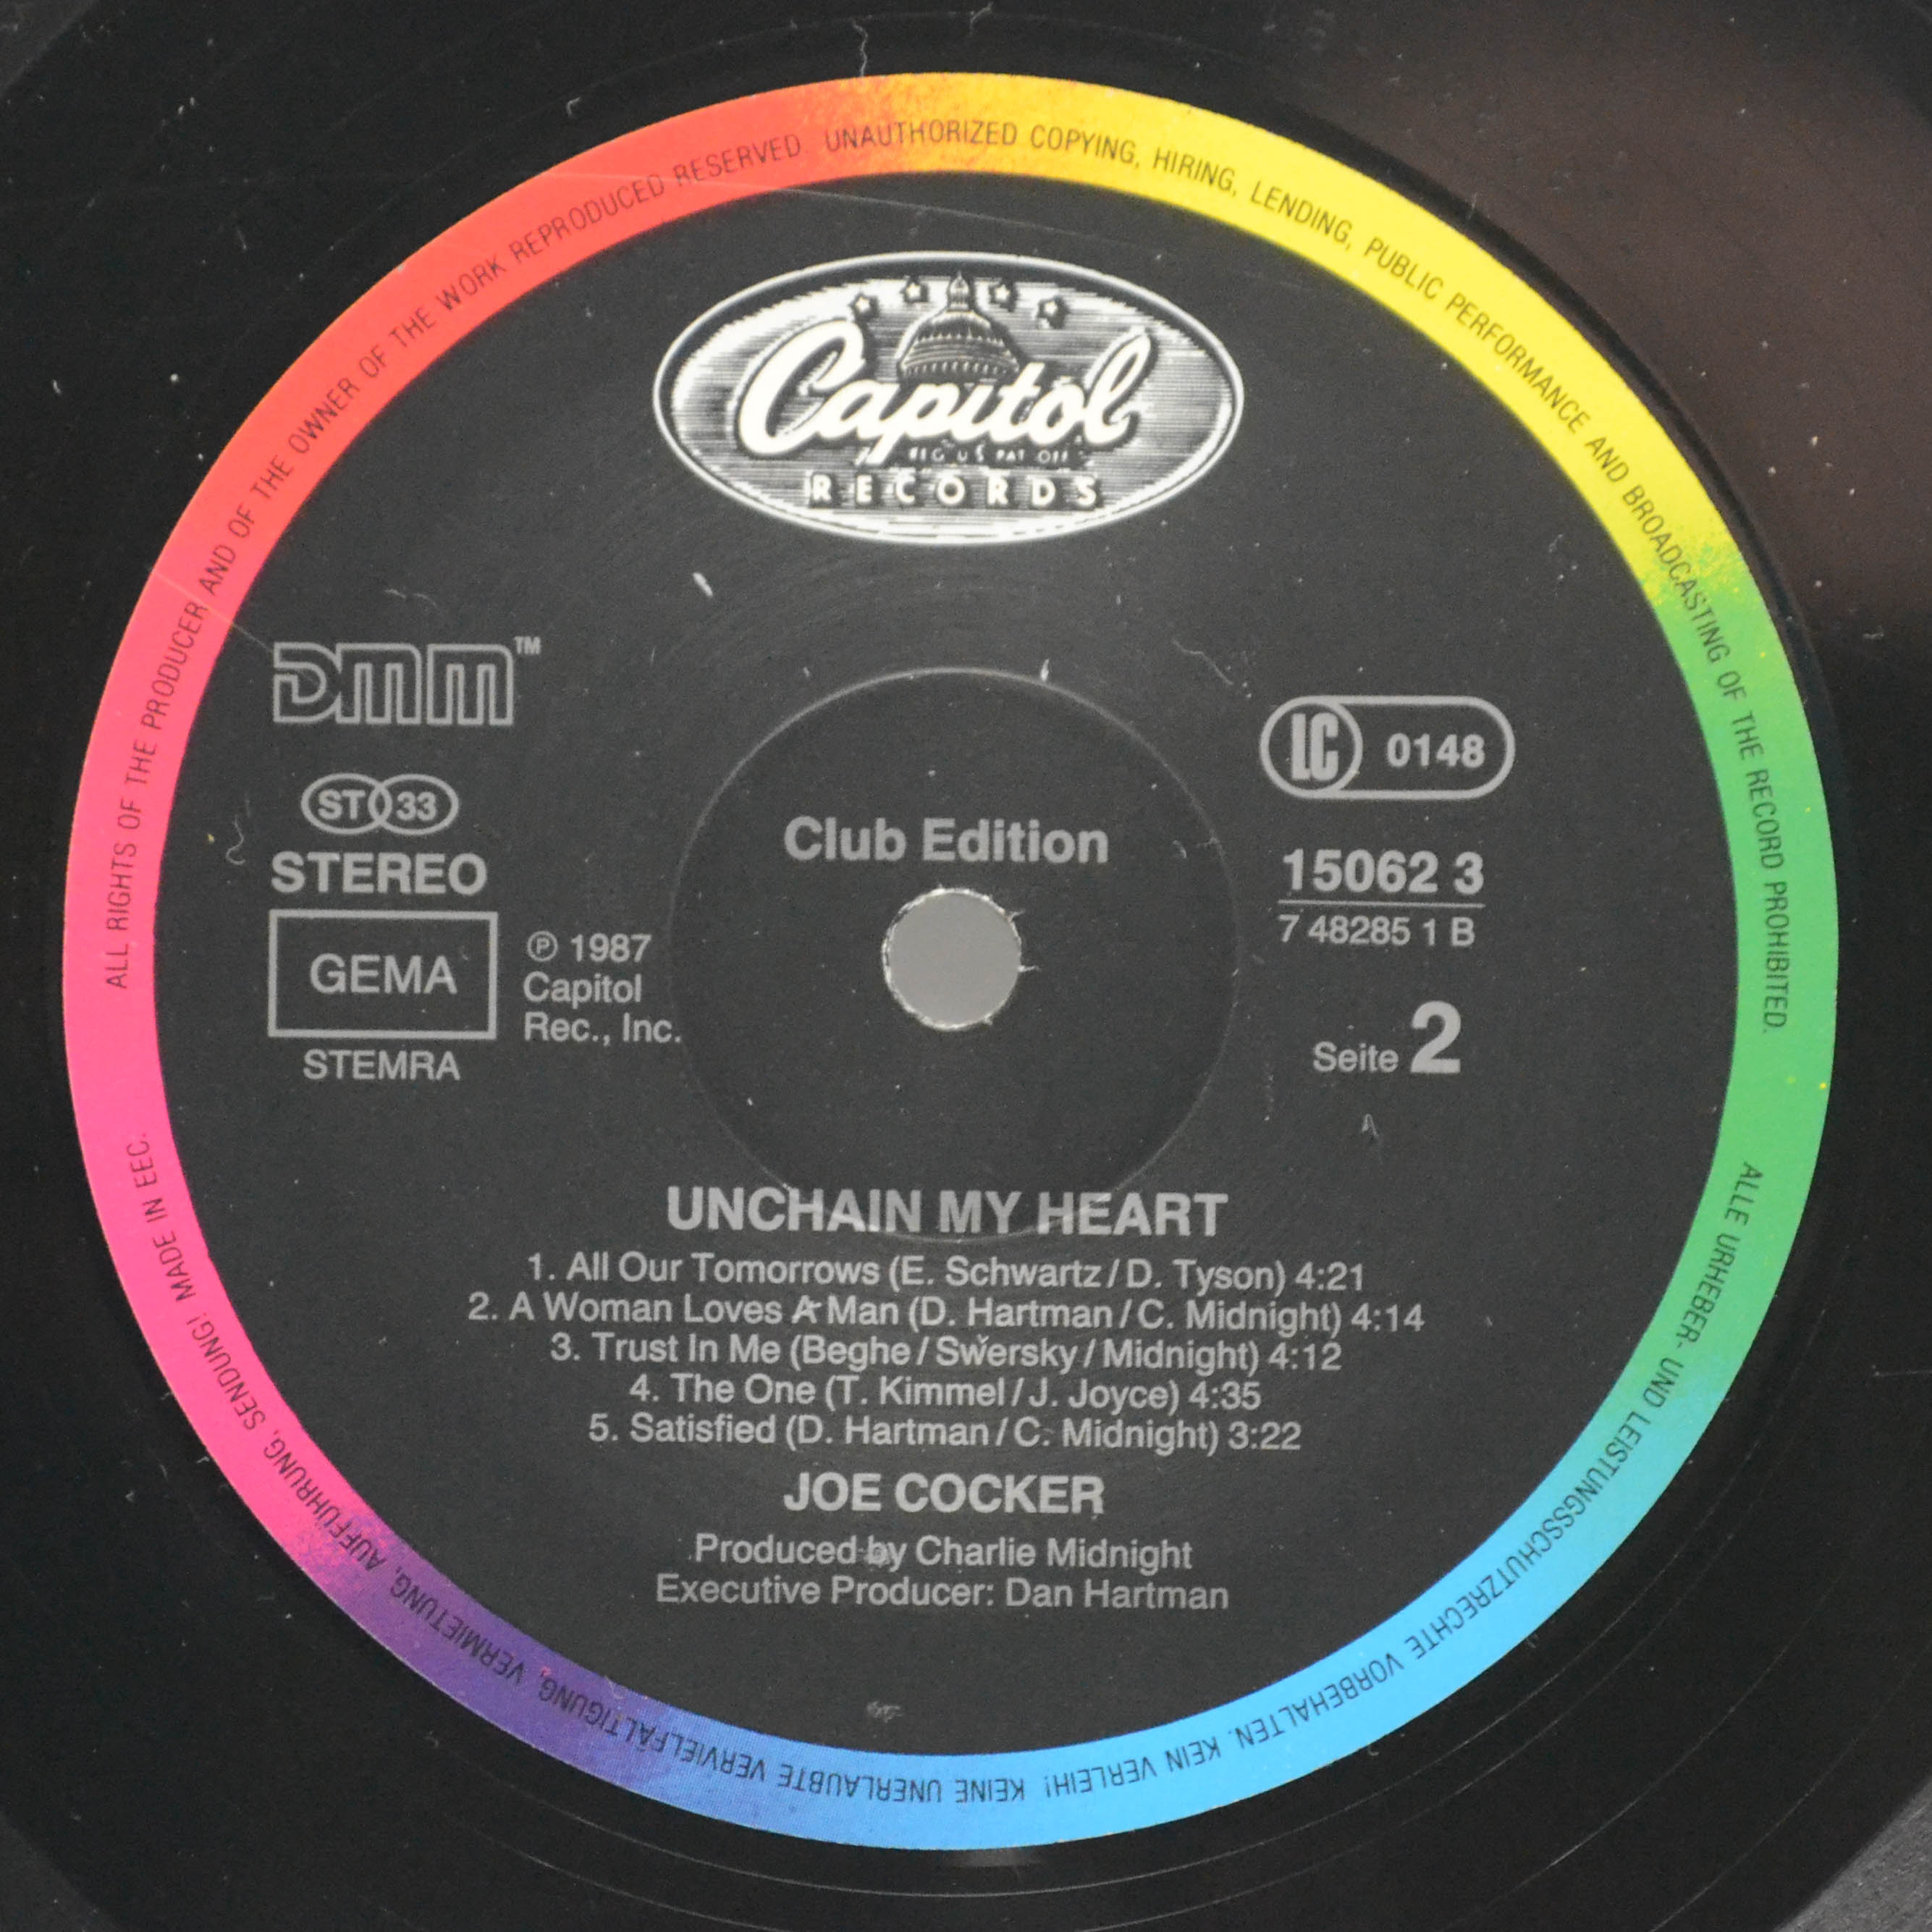 ALL RIGHTS OF THE PRODUCER AND OF THE OWNER OF THE WORK REPRODUCED RESERVED. UNAUTHORIZED COPYING, HIRING, LENDING, PUBLIC PERFORMANCE AND BROADCASTING OF THE RECORD PROHIBITED.
Capitol
REG US PAT OFF
RECORDS
DMM™
LC 0148
ST 33
STEREO
Club Edition
15062 3
7 48285 1 B
GEMA
STEMRA
℗ 1987
Capitol
Rec., Inc.
Seite 2
UNCHAIN MY HEART
1. All Our Tomorrows (E. Schwartz/D. Tyson) 4:21
2. A Woman Loves A Man (D. Hartman/C. Midnight) 4:14
3. Trust In Me (Beghe/Swersky/Midnight) 4:12
4. The One (T. Kimmel/J. Joyce) 4:35
5. Satisfied (D. Hartman/C. Midnight) 3:22
JOE COCKER
Produced by Charlie Midnight
Executive Producer: Dan Hartman
ALLE URHEBER- UND LEISTUNGSSCHUTZRECHTE VORBEHALTEN. KEIN VERLEIH! KEINE UNERLAUBTE VERVIELFÄLTIGUNG, VERMIETUNG, AUFFÜHRUNG, SENDUNG! MADE IN EEC.